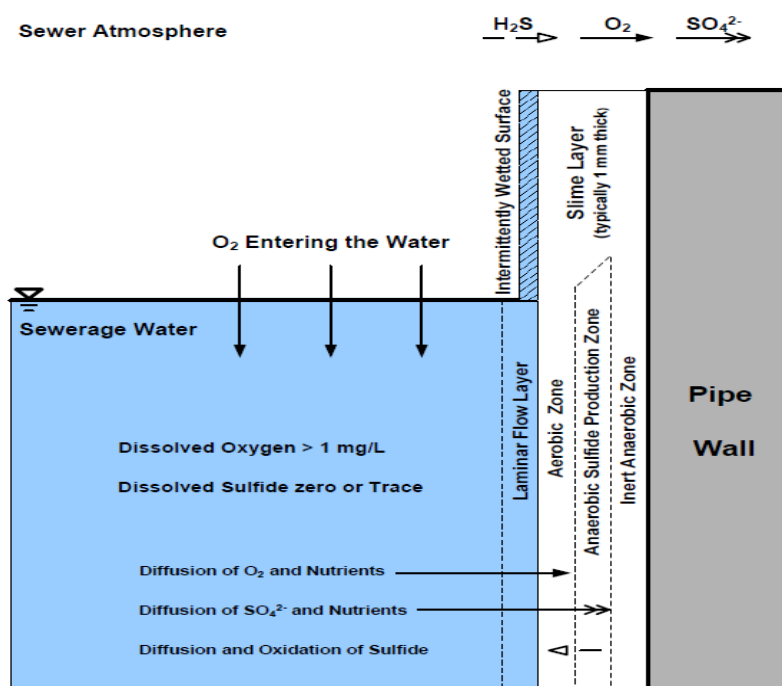 Sewer Atmosphere
H₂S
O₂
SO₄²⁻
Intermittently Wetted Surface
Slime Layer
(typically 1 mm thick)
O₂ Entering the Water
Sewerage Water
Laminar Flow Layer
Aerobic Zone
Anaerobic Sulfide Production Zone
Inert Anaerobic Zone
Pipe
Wall
Dissolved Oxygen > 1 mg/L
Dissolved Sulfide zero or Trace
Diffusion of O₂ and Nutrients
Diffusion of SO₄²⁻ and Nutrients
Diffusion and Oxidation of Sulfide